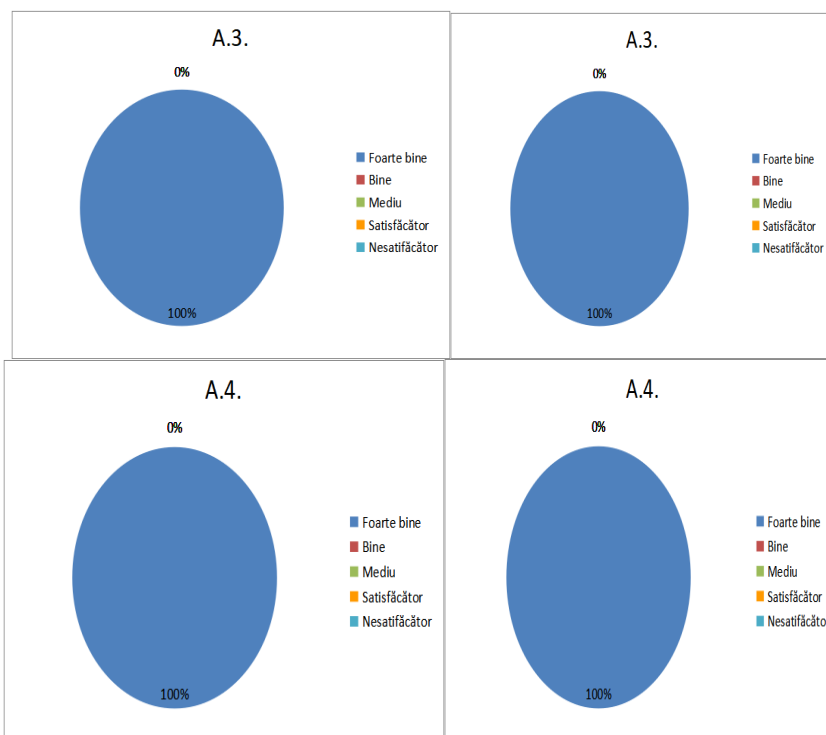 A.3.
0%
Foarte bine
Bine
Mediu
Satisfăcător
Nesatifăcător
100%
A.3.
0%
Foarte bine
Bine
Mediu
Satisfăcător
Nesatifăcător
100%
A.4.
0%
Foarte bine
Bine
Mediu
Satisfăcător
Nesatifăcător
100%
A.4.
0%
Foarte bine
Bine
Mediu
Satisfăcător
Nesatifăcăto
100%